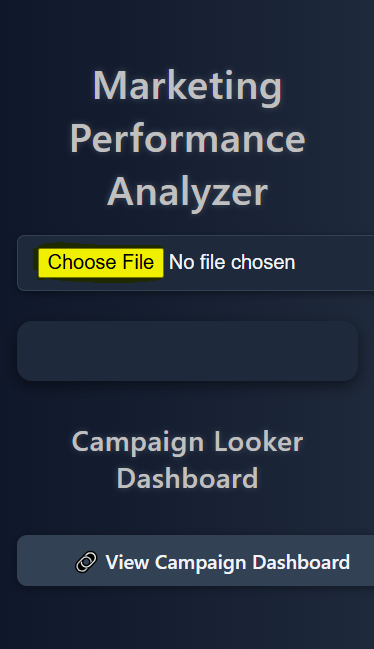 Marketing
Performance
Analyzer
Choose File No file chosen
Campaign Looker
Dashboard
View Campaign Dashboard